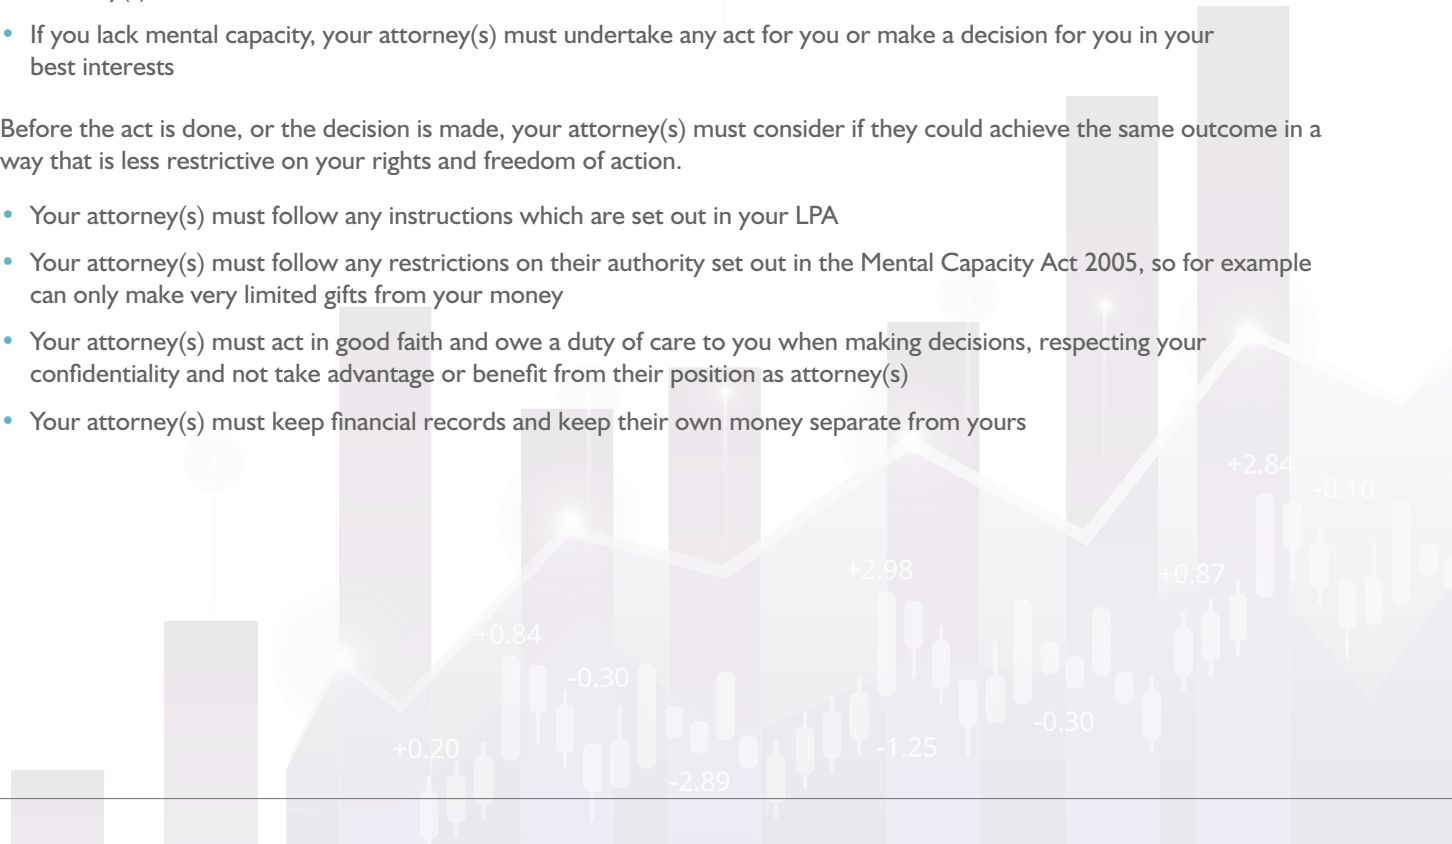 • If you lack mental capacity, your attorney(s) must undertake any act for you or make a decision for you in your
best interests
Before the act is done, or the decision is made, your attorney(s) must consider if they could achieve the same outcome in a
way that is less restrictive on your rights and freedom of action.
• Your attorney(s) must follow any instructions which are set out in your LPA
• Your attorney(s) must follow any restrictions on their authority set out in the Mental Capacity Act 2005, so for example
can only make very limited gifts from your money
• Your attorney(s) must act in good faith and owe a duty of care to you when making decisions, respecting your
confidentiality and not take advantage or benefit from their position as attorney(s)
• Your attorney(s) must keep financial records and keep their own money separate from yours
+2.84
-0.10
+2.98
+0.87
+0.84
-0.30
-0.30
+0.20
-1.25
-2.89